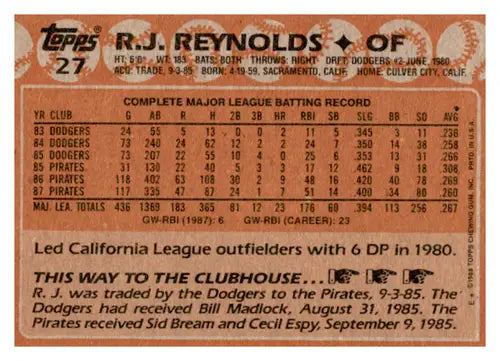 Topps
27
R.J. REYNOLDS OF
HT: 6'0" WT: 183 BATS: BOTH THROWS: RIGHT DRFT: DODGERS #2-JUNE, 1980
ACQ: TRADE, 9-3-85 BORN: 4-19-59, SACRAMENTO, CALIF. HOME: CULVER CITY, CALIF.
COMPLETE MAJOR LEAGUE BATTING RECORD
YR CLUB G AB R H 2B 3B HR RBI SB SLG BB SO AVG
83 DODGERS 24 55 5 13 0 0 2 11 5 .345 3 11 .236
84 DODGERS 73 240 24 62 12 2 2 24 7 .350 14 38 .258
85 DODGERS 73 207 22 55 10 4 0 25 6 .353 13 31 .266
85 PIRATES 31 130 22 40 5 3 3 17 12 .462 9 18 .308
86 PIRATES 118 402 63 108 30 2 9 48 16 .420 40 78 .269
87 PIRATES 117 335 47 87 24 1 7 51 14 .400 34 80 .260
MAJ. LEA. TOTALS 436 1369 183 365 81 12 23 176 60 .394 113 256 .267
GW-RBI (1987): 6 GW-RBI (CAREER): 23
Led California League outfielders with 6 DP in 1980.
THIS WAY TO THE CLUBHOUSE...
R. J. was traded by the Dodgers to the Pirates, 9-3-85. The
Dodgers had received Bill Madlock, August 31, 1985. The
Pirates received Sid Bream and Cecil Espy, September 9, 1985.
© 1988 TOPPS CHEWING GUM, INC. PRTD. IN U.S.A.